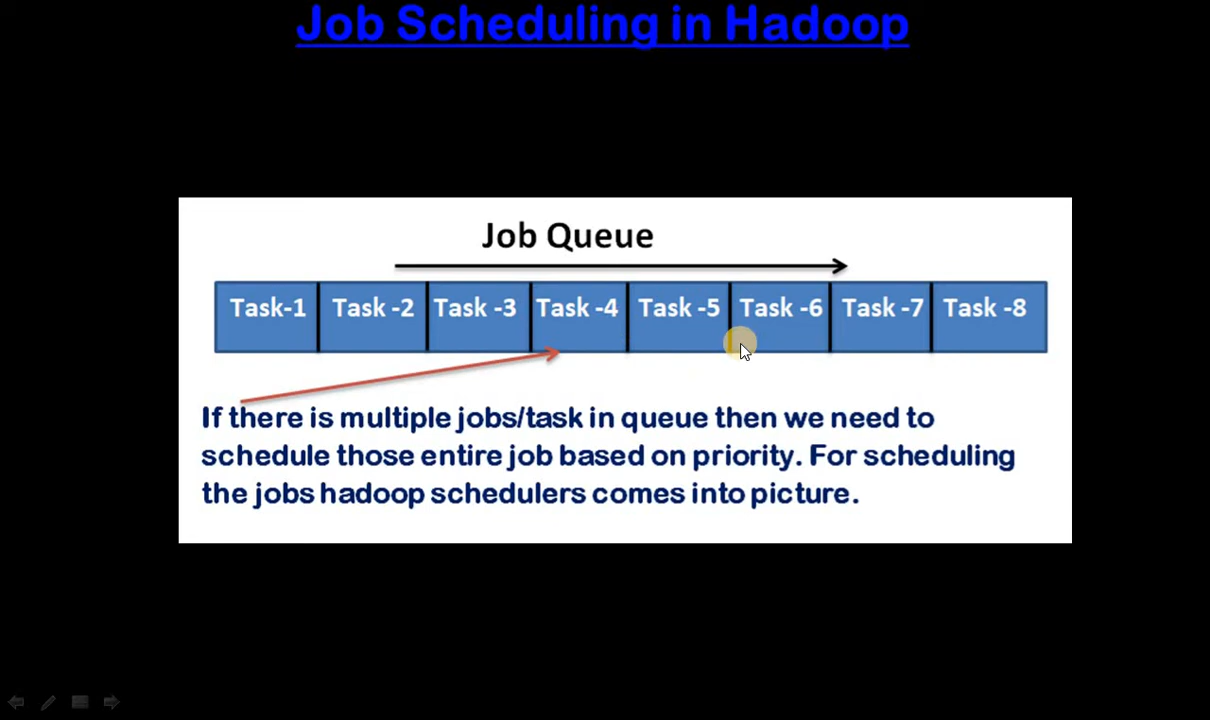 Job Scheduling in Hadoop
Job Queue
Task-1 Task -2 Task -3 Task -4 Task -5 Task -6 Task -7 Task -8
If there is multiple jobs/task in queue then we need to
schedule those entire job based on priority. For scheduling
the jobs hadoop schedulers comes into picture.